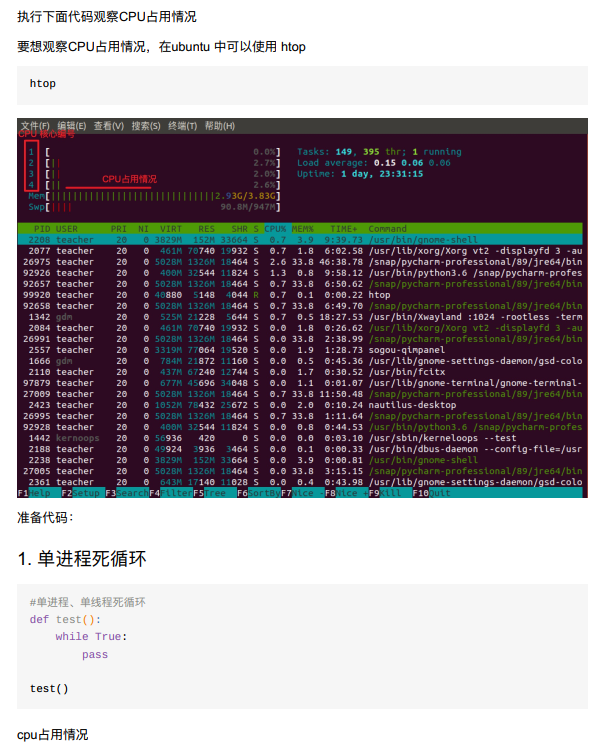 执行下面代码观察CPU占用情况
要想观察CPU占用情况，在ubuntu 中可以使用 htop
htop
文件(F) 编辑(E) 查看(V) 搜索(S) 终端(T) 帮助(H)
CPU 核心编号
1 [ 0.0%] Tasks: 149, 395 thr; 1 running
2 [|| 2.7%] Load average: 0.15 0.06 0.06
3 [|| 2.0%] Uptime: 1 day, 23:31:15
4 [|| CPU占用情况 2.6%]
Mem[||||||||||||||||||||||||||||||2.93G/3.83G]
Swp[|||| 90.8M/947M]
PID USER PRI NI VIRT RES SHR S CPU% MEM% TIME+ Command
2208 teacher 20 0 3829M 152M 33664 S 0.7 3.9 9:39.73 /usr/bin/gnome-shell
2077 teacher 20 0 461M 70740 19932 S 0.7 1.8 6:02.58 /usr/lib/xorg/Xorg vt2 -displayfd 3 -au
26975 teacher 20 0 5028M 1326M 18464 S 2.6 33.8 46:38.78 /snap/pycharm-professional/89/jre64/bin
92926 teacher 20 0 400M 32544 11824 S 1.3 0.8 9:58.12 /usr/bin/python3.6 /snap/pycharm-profes
92657 teacher 20 0 5028M 1326M 18464 S 0.7 33.8 6:50.62 /snap/pycharm-professional/89/jre64/bin
99920 teacher 20 0 40880 5148 4044 R 0.7 0.1 0:00.22 htop
92658 teacher 20 0 5028M 1326M 18464 S 0.7 33.8 6:49.70 /snap/pycharm-professional/89/jre64/bin
1342 gdm 20 0 525M 21228 5644 S 0.7 0.5 18:27.53 /usr/bin/Xwayland :1024 -rootless -term
2084 teacher 20 0 461M 70740 19932 S 0.0 1.8 0:26.62 /usr/lib/xorg/Xorg vt2 -displayfd 3 -au
26991 teacher 20 0 5028M 1326M 18464 S 0.0 33.8 2:38.99 /snap/pycharm-professional/89/jre64/bin
2557 teacher 20 0 3319M 77064 19520 S 0.0 1.9 1:28.73 sogou-qimpanel
1666 gdm 20 0 784M 21872 11160 S 0.0 0.5 0:45.36 /usr/lib/gnome-settings-daemon/gsd-colo
2110 teacher 20 0 437M 67240 12744 S 0.0 1.7 0:30.52 /usr/bin/fcitx
97879 teacher 20 0 677M 45696 34048 S 0.0 1.1 0:01.07 /usr/lib/gnome-terminal/gnome-terminal-
27009 teacher 20 0 5028M 1326M 18464 S 0.7 33.8 11:50.48 /snap/pycharm-professional/89/jre64/bin
2423 teacher 20 0 1052M 78432 25672 S 0.0 2.0 0:10.24 nautilus-desktop
26995 teacher 20 0 5028M 1326M 18464 S 0.0 33.8 1:11.64 /snap/pycharm-professional/89/jre64/bin
92928 teacher 20 0 400M 32544 11824 S 0.0 0.8 0:44.53 /usr/bin/python3.6 /snap/pycharm-profes
1442 kernoops 20 0 56936 420 0 S 0.0 0.0 0:03.10 /usr/sbin/kerneloops --test
2188 teacher 20 0 49924 3936 3464 S 0.0 0.1 0:00.33 /usr/bin/dbus-daemon --config-file=/usr
2238 teacher 20 0 3829M 152M 33664 S 0.0 3.9 0:00.81 /usr/bin/gnome-shell
27005 teacher 20 0 5028M 1326M 18464 S 0.0 33.8 3:15.15 /snap/pycharm-professional/89/jre64/bin
2361 teacher 20 0 643M 17140 11028 S 0.0 0.4 0:43.98 /usr/lib/gnome-settings-daemon/gsd-colo
F1Help F2Setup F3SearchF4FilterF5Tree F6SortByF7Nice -F8Nice +F9Kill F10Quit
准备代码：
1. 单进程死循环
#单进程、单线程死循环
def test():
while True:
pass
test()
cpu占用情况